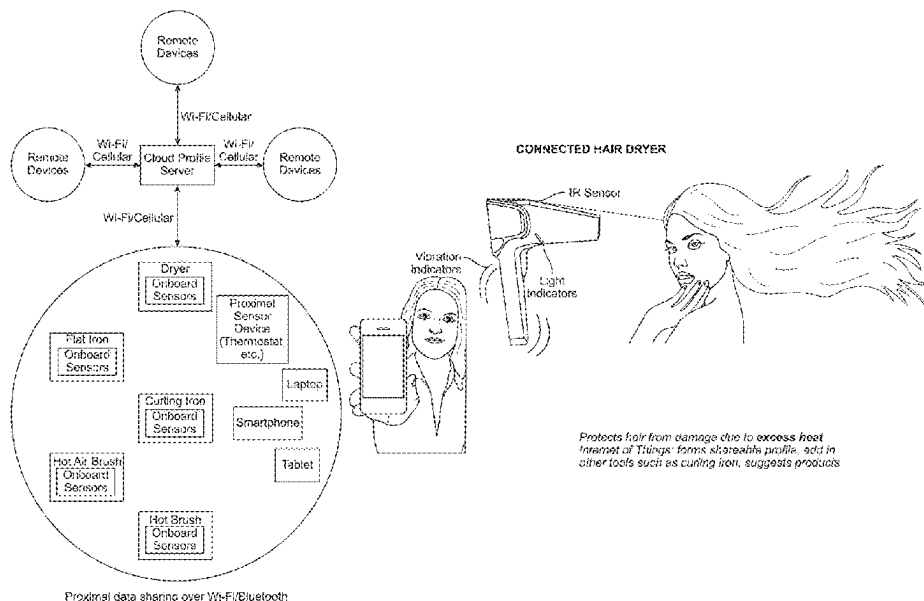 Remote
Davicas
Wi-Fi/Cellular
Wi-Fi/
Cellular
Wi-Fi/
Cellular
Remote
Devices
Cloud Profile
Server
Remote
Devices
Wi-Fi/Cellular
Dryer
Onboard
Sensors
Proximal
Sensor
Device
(Thermostat
etc.)
Flat Iron
Onboard
Sensors
Laptop
Curling Iron
Onboard
Sensors
Smartphone
Hot Air Brush
Onboard
Sensors
Tablet
Hot Brush
Onboard
Sensors
Proximal data sharing over Wi-Fi/Bluetooth
CONNECTED HAIR DRYER
IR Sensor
Vibration
Indicators
Light
Indicators
Protects hair from damage due to excess heat
Internet of Things: forms shareable profile, add in
other tools such as curling iron, suggests products